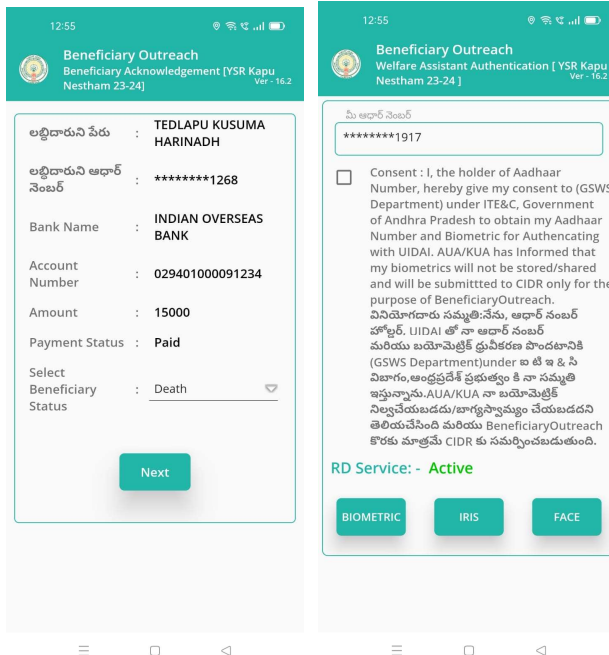 12:55
Beneficiary Outreach
Beneficiary Acknowledgement [YSR Kapu
Nestham 23-24]
Ver - 16.2
లబ్ధిదారుని పేరు : TEDLAPU KUSUMA
HARINADH
లబ్ధిదారుని ఆధార్
నెంబర్ : ********1268
Bank Name : INDIAN OVERSEAS
BANK
Account
Number : 029401000091234
Amount : 15000
Payment Status : Paid
Select
Beneficiary
Status : Death
Next
12:55
Beneficiary Outreach
Welfare Assistant Authentication [ YSR Kapu
Nestham 23-24 ]
Ver - 16.2
మీ ఆధార్ నెంబర్
********1917
Consent : I, the holder of Aadhaar
Number, hereby give my consent to (GSWS
Department) under ITE&C, Government
of Andhra Pradesh to obtain my Aadhaar
Number and Biometric for Authencating
with UIDAI. AUA/KUA has Informed that
my biometrics will not be stored/shared
and will be submittted to CIDR only for the
purpose of BeneficiaryOutreach.
వినియోగదారు సమ్మతి:నేను, ఆధార్ నంబర్
హోల్డర్. UIDAI తో నా ఆదార్ నంబర్
మరియు బయోమెట్రిక్ ధ్రువీకరణ పొందటానికి
(GSWS Department)under ఐ టి ఇ & సి
విబాగం,ఆంధ్రప్రదేశ్ ప్రభుత్వం కి నా సమ్మతి
ఇస్తున్నాను.AUA/KUA నా బయోమెట్రిక్
నిల్వచేయబడదు/బాగ్యస్వామ్యం చేయబడదని
తెలియచేసింది మరియు BeneficiaryOutreach
కొరకు మాత్రమే CIDR కు సమర్పించబడుతుంది.
RD Service: - Active
BIOMETRIC
IRIS
FACE